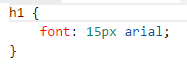 h1 {
    font: 15px arial;
}